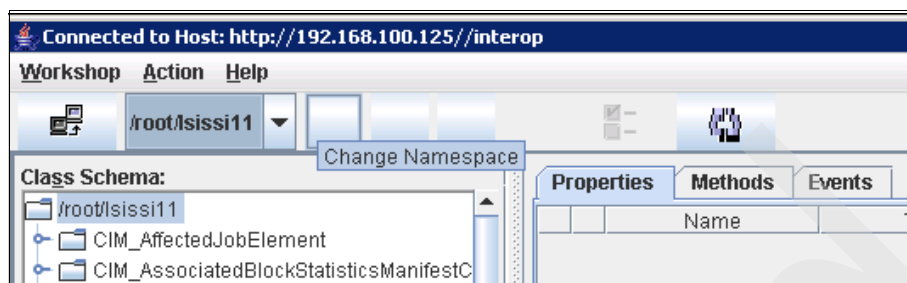 Connected to Host: http://192.168.100.125//interop
Workshop Action Help
/root/lsissi11
Change Namespace
Class Schema:
/root/lsissi11
CIM_AffectedJobElement
CIM_AssociatedBlockStatisticsManifestC
Properties Methods Events
Name